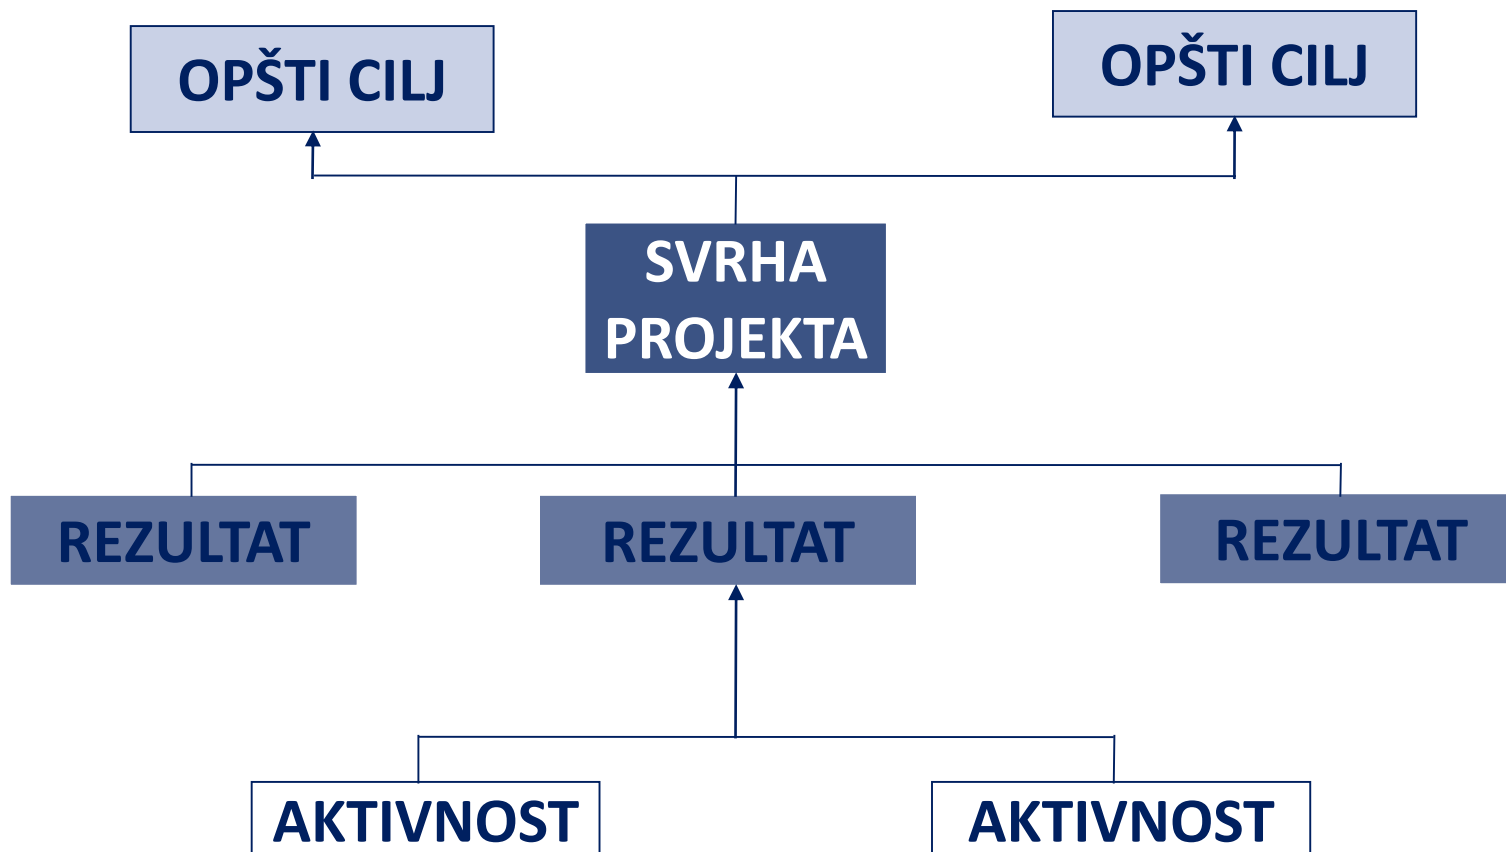 OPŠTI CILJ
OPŠTI CILJ
SVRHA
PROJEKTA
REZULTAT
REZULTAT
REZULTAT
AKTIVNOST
AKTIVNOST